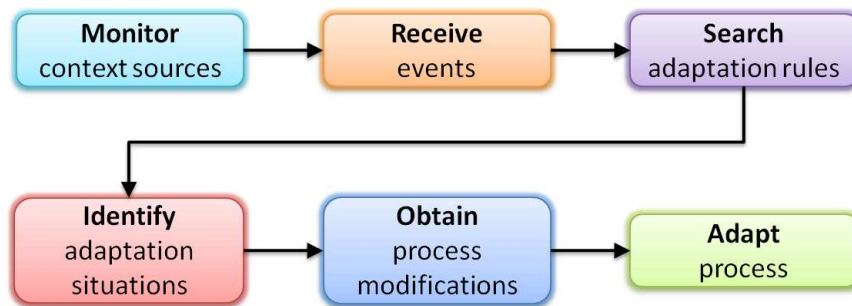 Monitor
context sources
Receive
events
Search
adaptation rules
Identify
adaptation
situations
Obtain
process
modifications
Adapt
process